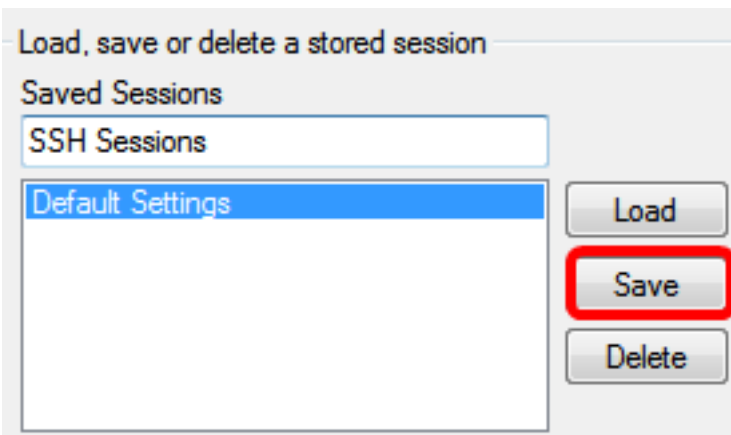 Load, save or delete a stored session
Saved Sessions
SSH Sessions
Default Settings
Load
Save
Delete